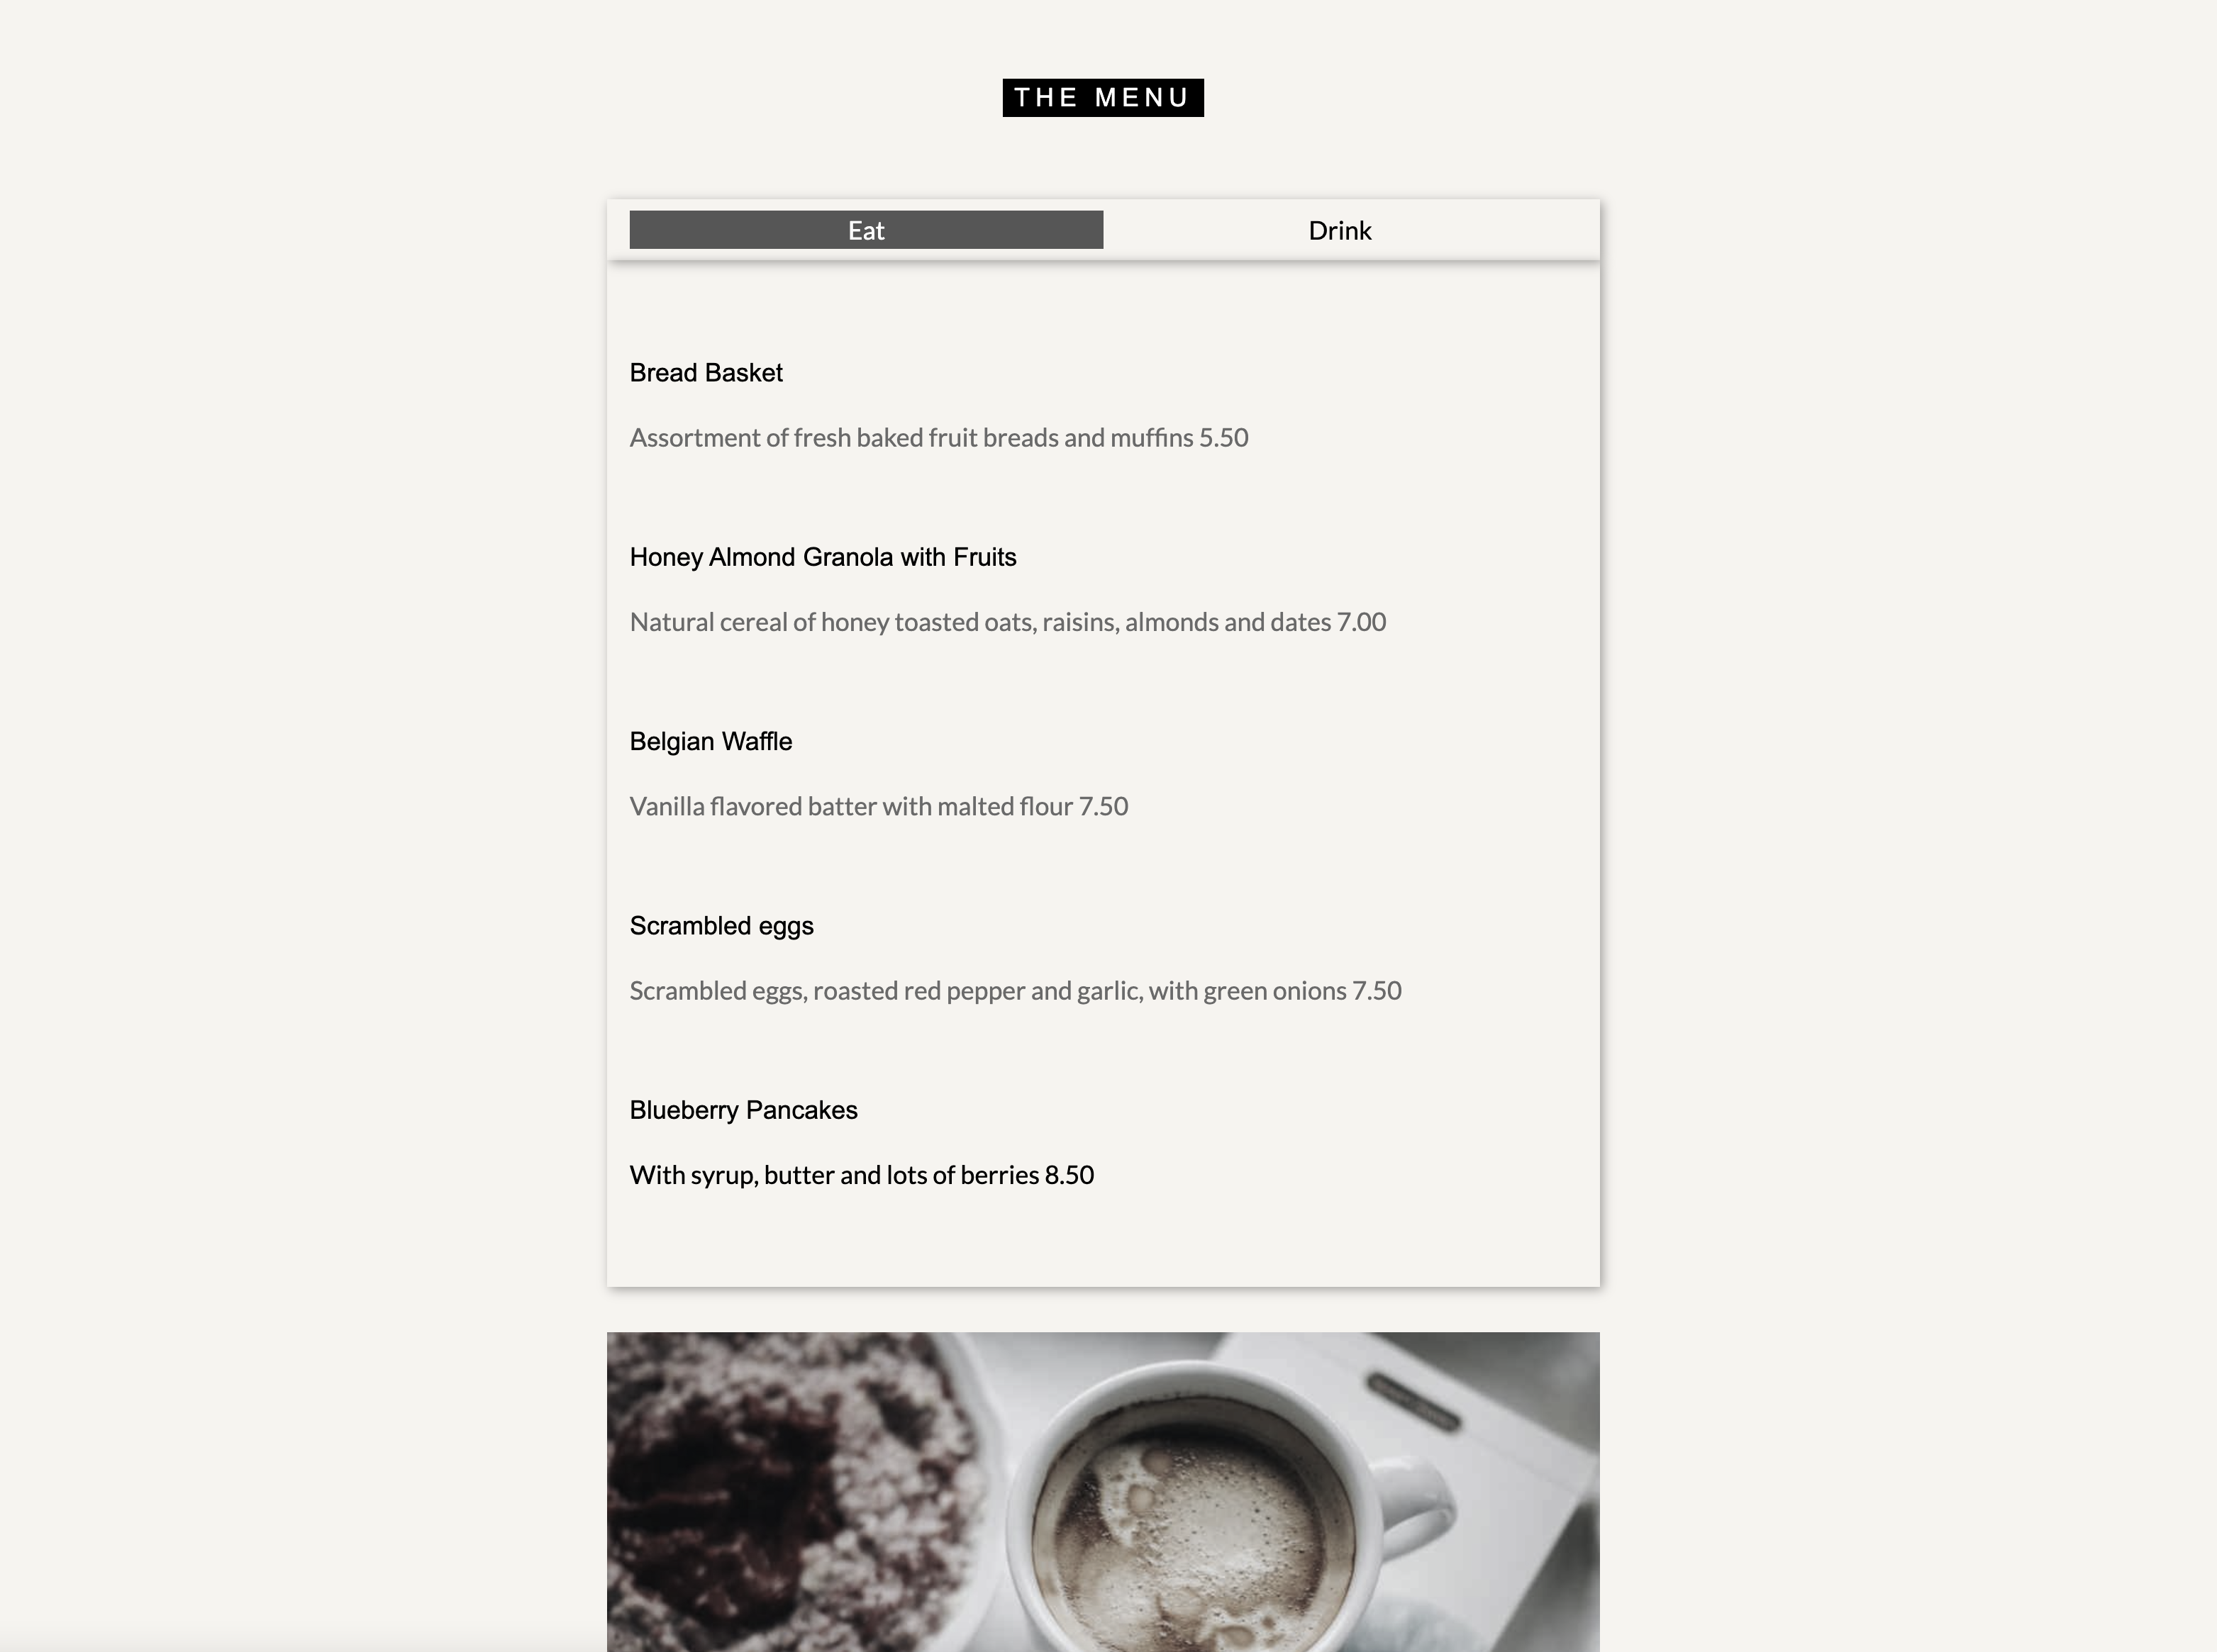 THE MENU
Eat Drink
Bread Basket
Assortment of fresh baked fruit breads and muffins 5.50
Honey Almond Granola with Fruits
Natural cereal of honey toasted oats, raisins, almonds and dates 7.00
Belgian Waffle
Vanilla flavored batter with malted flour 7.50
Scrambled eggs
Scrambled eggs, roasted red pepper and garlic, with green onions 7.50
Blueberry Pancakes
With syrup, butter and lots of berries 8.50